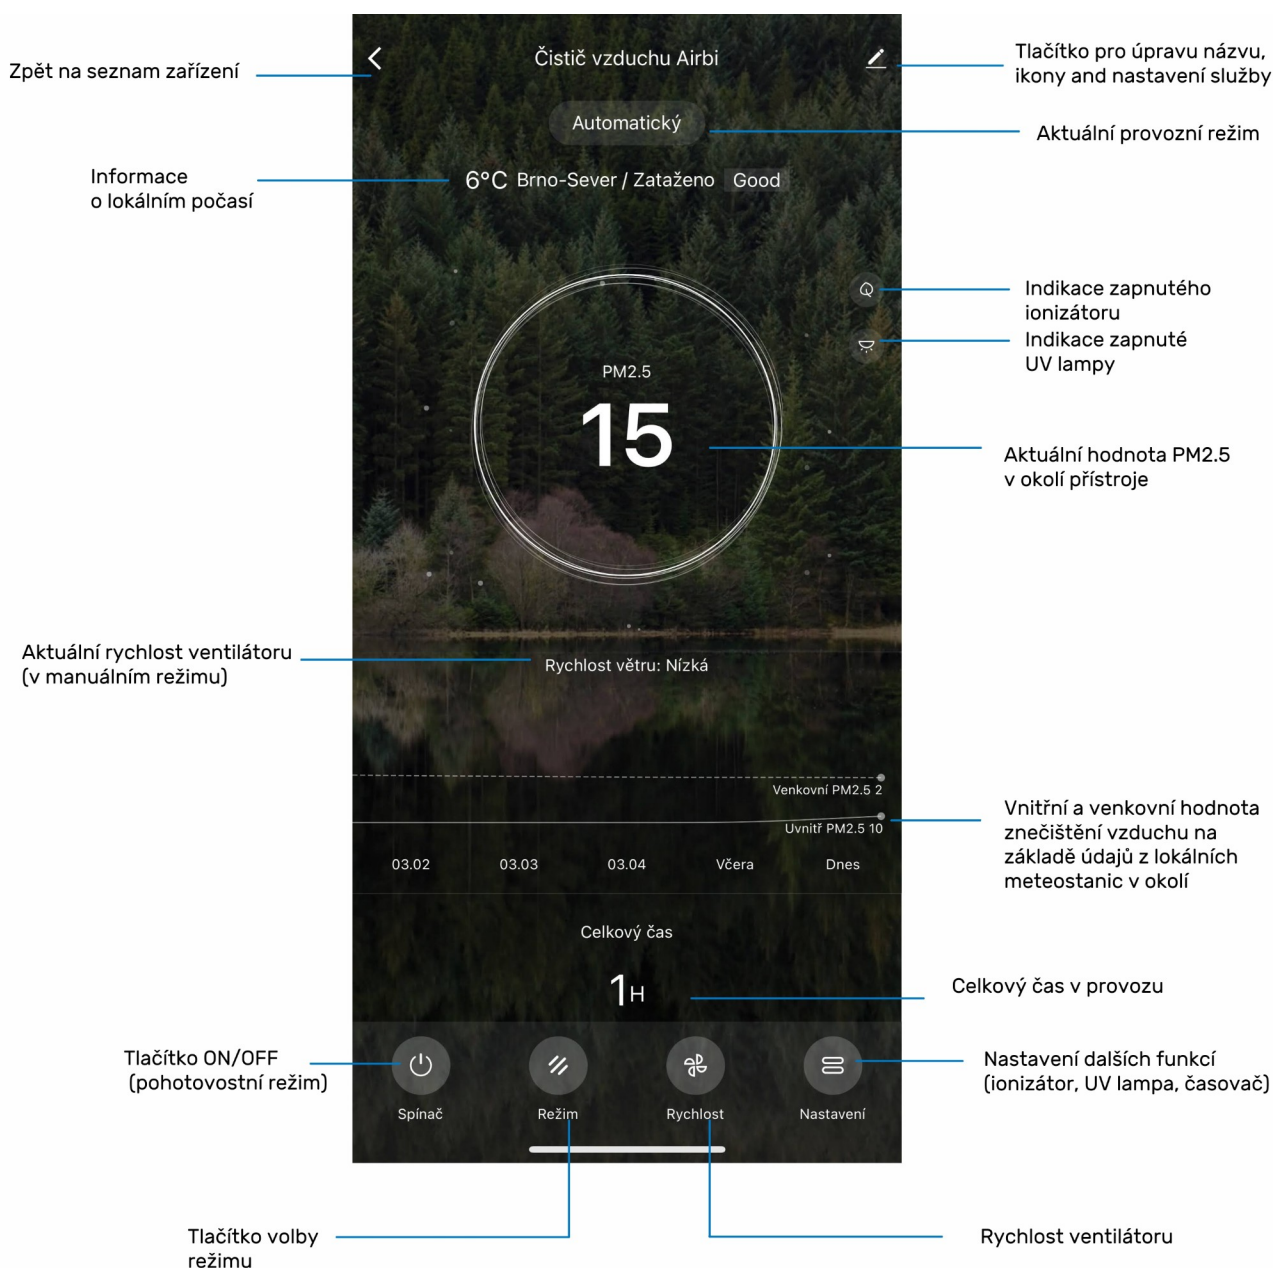 Čistič vzduchu Airbi
Zpět na seznam zařízení
Tlačítko pro úpravu názvu,
ikony and nastavení služby
Automatický
Aktuální provozní režim
Informace
o lokálním počasí
6°C Brno-Sever / Zataženo Good
Indikace zapnutého
ionizátoru
Indikace zapnuté
UV lampy
PM2.5
15
Aktuální hodnota PM2.5
v okolí přístroje
Aktuální rychlost ventilátoru
(v manuálním režimu)
Rychlost větru: Nízká
Venkovní PM2.5 2
Uvnitř PM2.5 10
Vnitřní a venkovní hodnota
znečištění vzduchu na
základě údajů z lokálních
meteostanic v okolí
03.02 03.03 03.04 Včera Dnes
Celkový čas
1H
Celkový čas v provozu
Tlačítko ON/OFF
(pohotovostní režim)
Nastavení dalších funkcí
(ionizátor, UV lampa, časovač)
Spínač Režim Rychlost Nastavení
Tlačítko volby
režimu
Rychlost ventilátoru